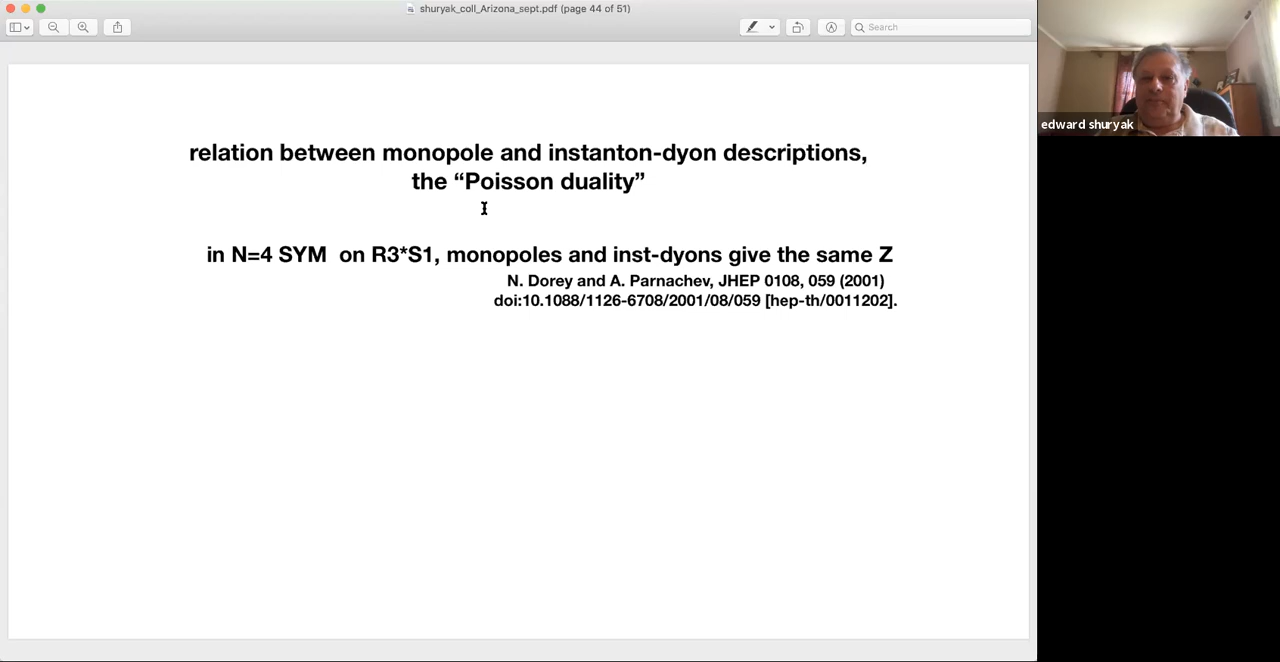 shuryak_coll_Arizona_sept.pdf (page 44 of 51)
Search
edward shuryak
relation between monopole and instanton-dyon descriptions,
the “Poisson duality”
in N=4 SYM on R3*S1, monopoles and inst-dyons give the same Z
N. Dorey and A. Parnachev, JHEP 0108, 059 (2001)
doi:10.1088/1126-6708/2001/08/059 [hep-th/0011202].